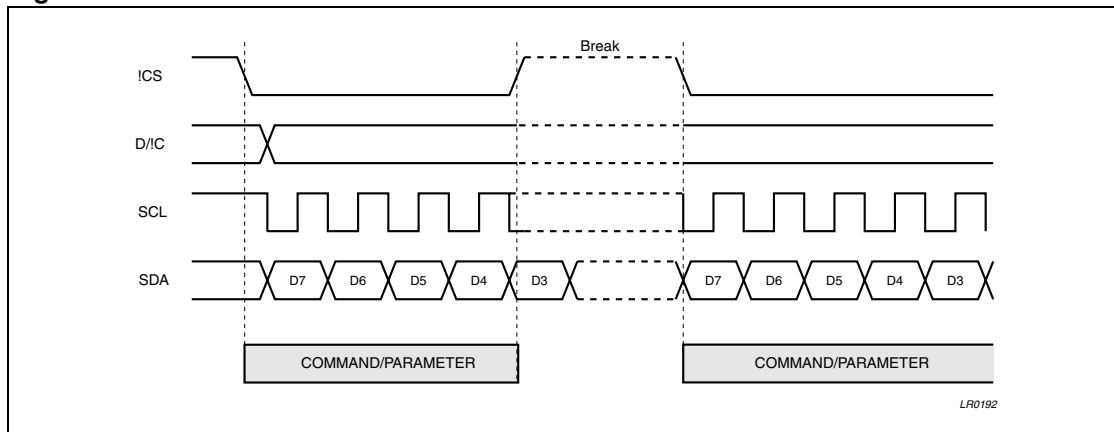 Break
!CS
D/!C
SCL
SDA
D7 D6 D5 D4 D3 D7 D6 D5 D4 D3
COMMAND/PARAMETER COMMAND/PARAMETER
LR0192